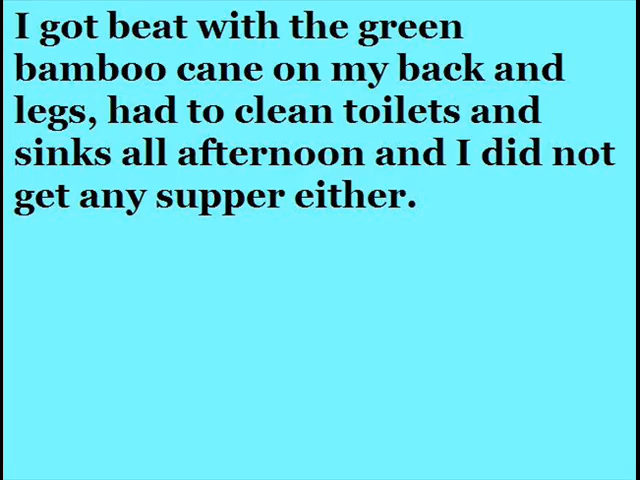 I got beat with the green
bamboo cane on my back and
legs, had to clean toilets and
sinks all afternoon and I did not
get any supper either.